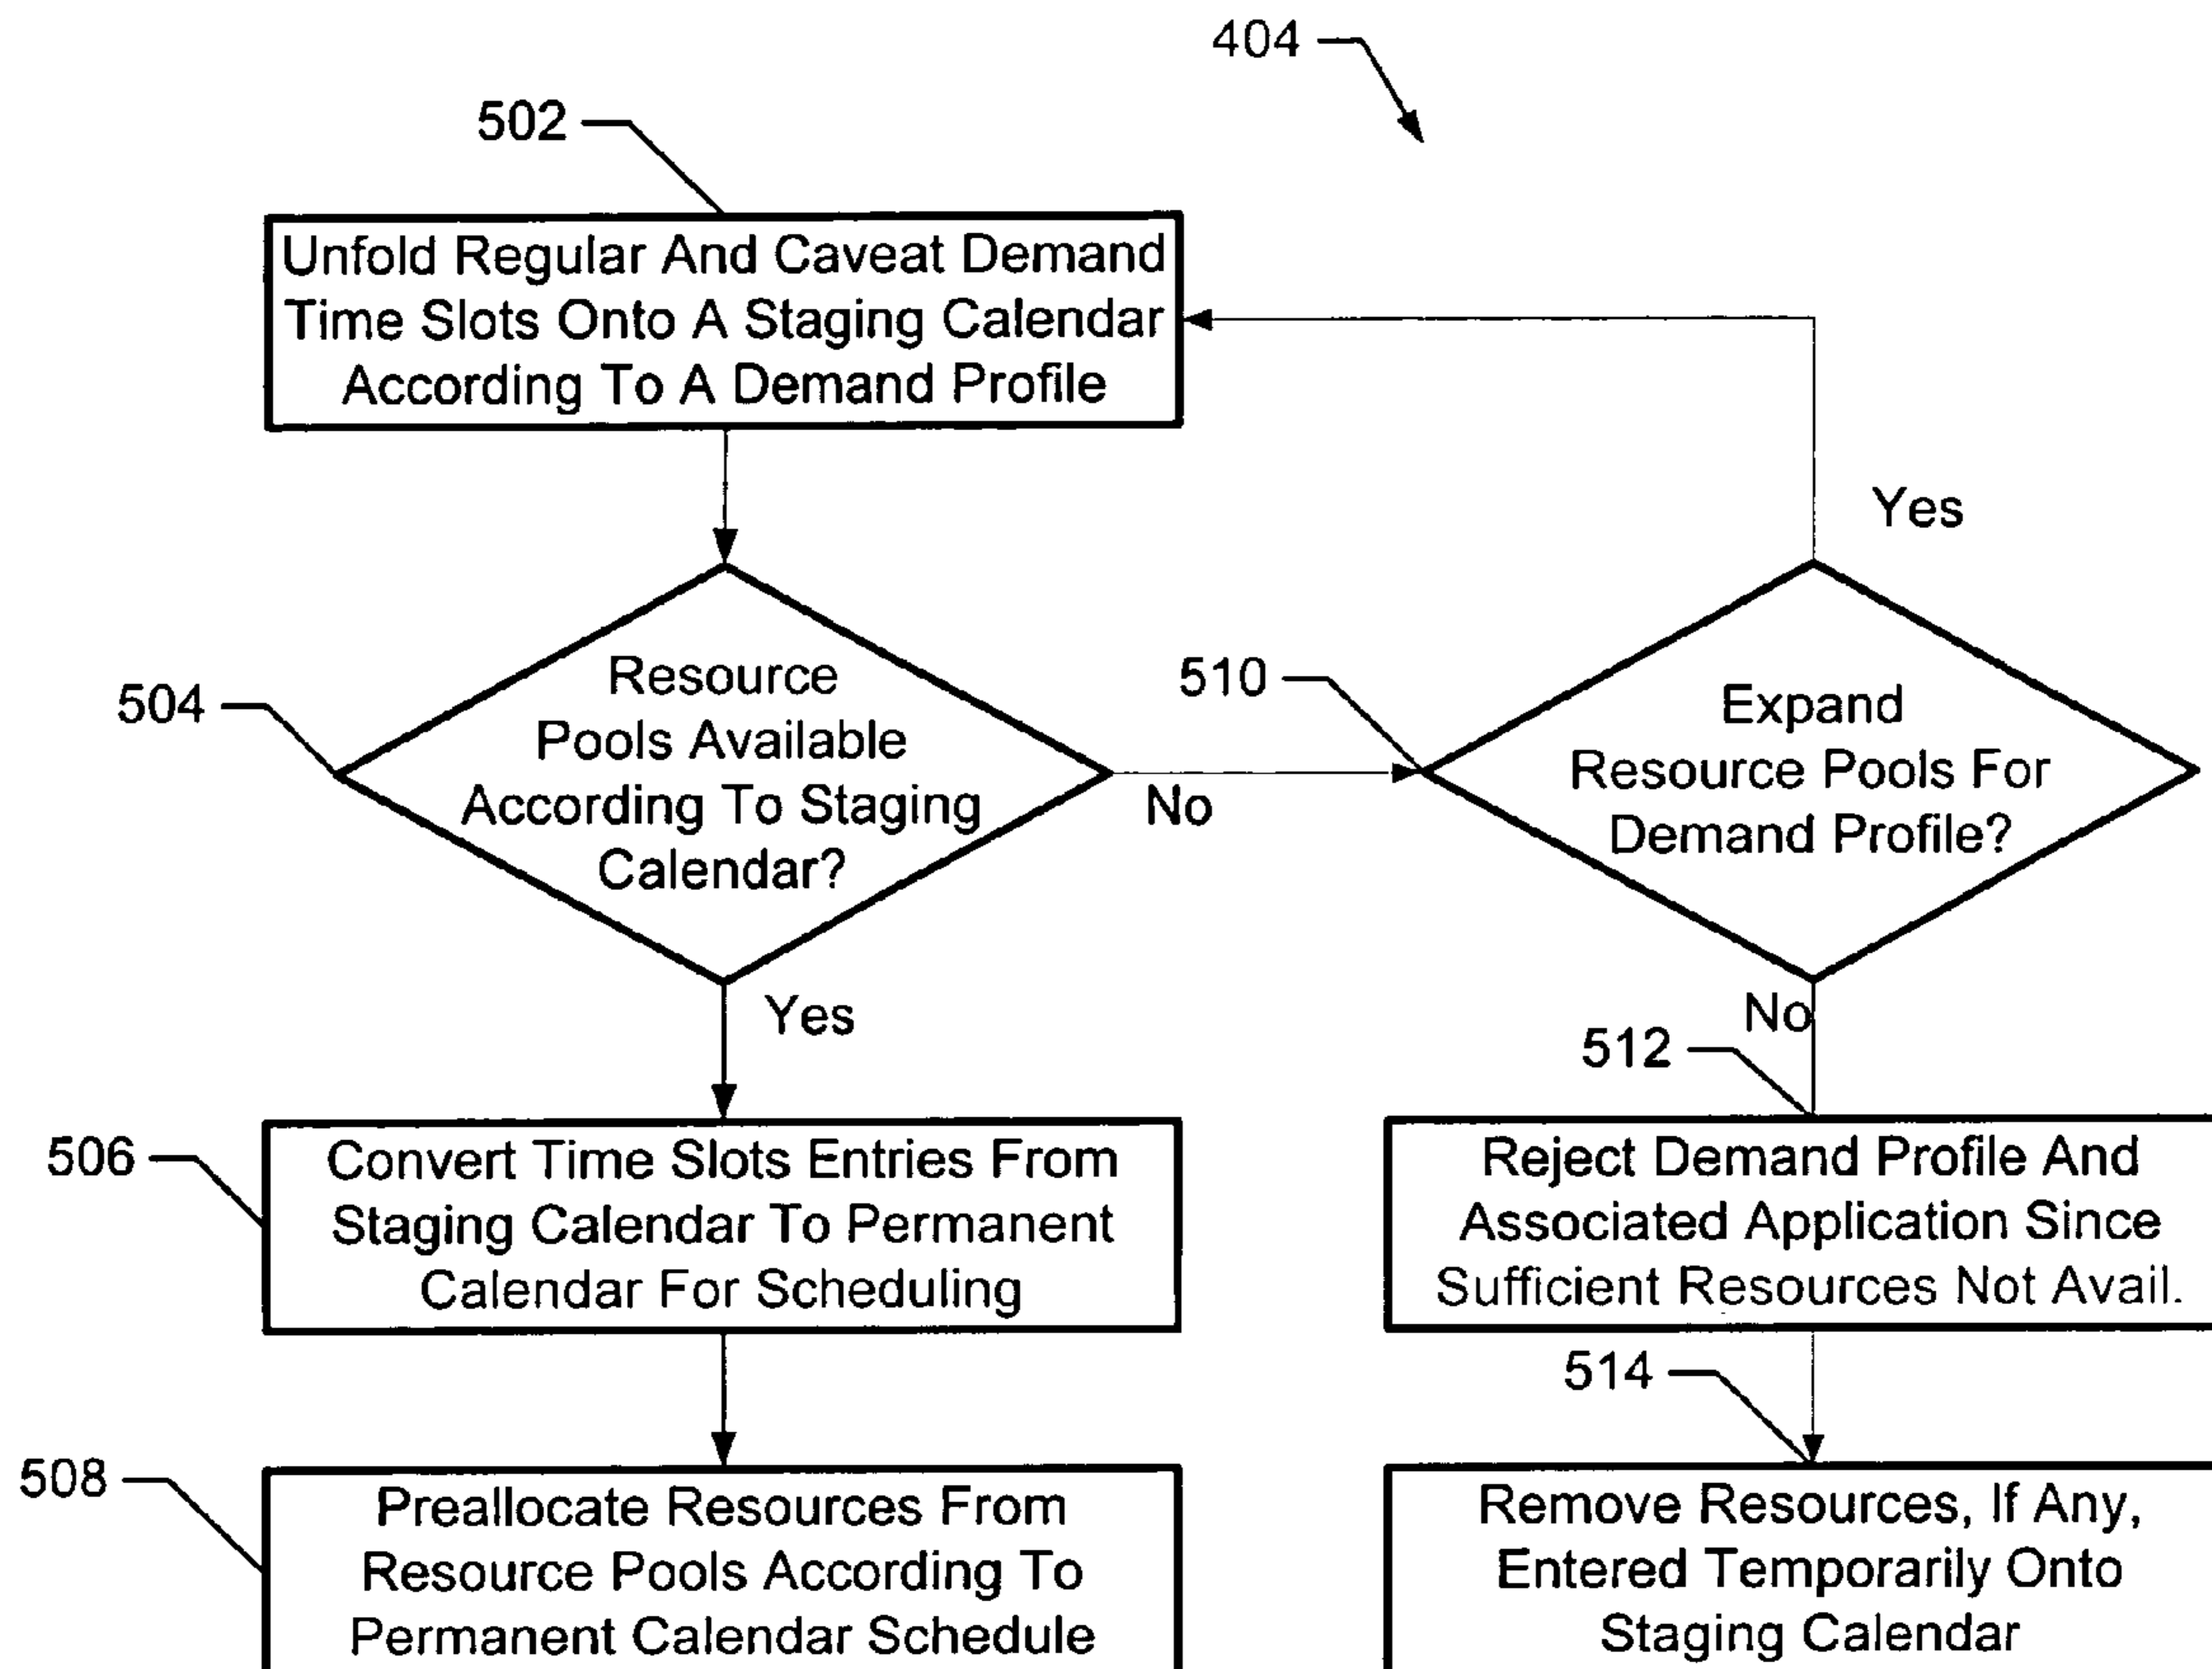 404
502
Unfold Regular And Caveat Demand
Time Slots Onto A Staging Calendar
According To A Demand Profile
Yes
504
Resource
Pools Available
According To Staging
Calendar?
No
510
Expand
Resource Pools For
Demand Profile?
Yes
No
506
Convert Time Slots Entries From
Staging Calendar To Permanent
Calendar For Scheduling
512
Reject Demand Profile And
Associated Application Since
Sufficient Resources Not Avail.
508
Preallocate Resources From
Resource Pools According To
Permanent Calendar Schedule
514
Remove Resources, If Any,
Entered Temporarily Onto
Staging Calendar